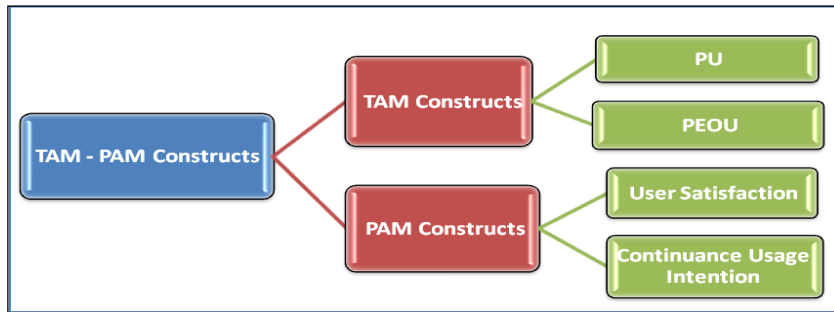 TAM - PAM Constructs
TAM Constructs
PU
PEOU
PAM Constructs
User Satisfaction
Continuance Usage
Intention